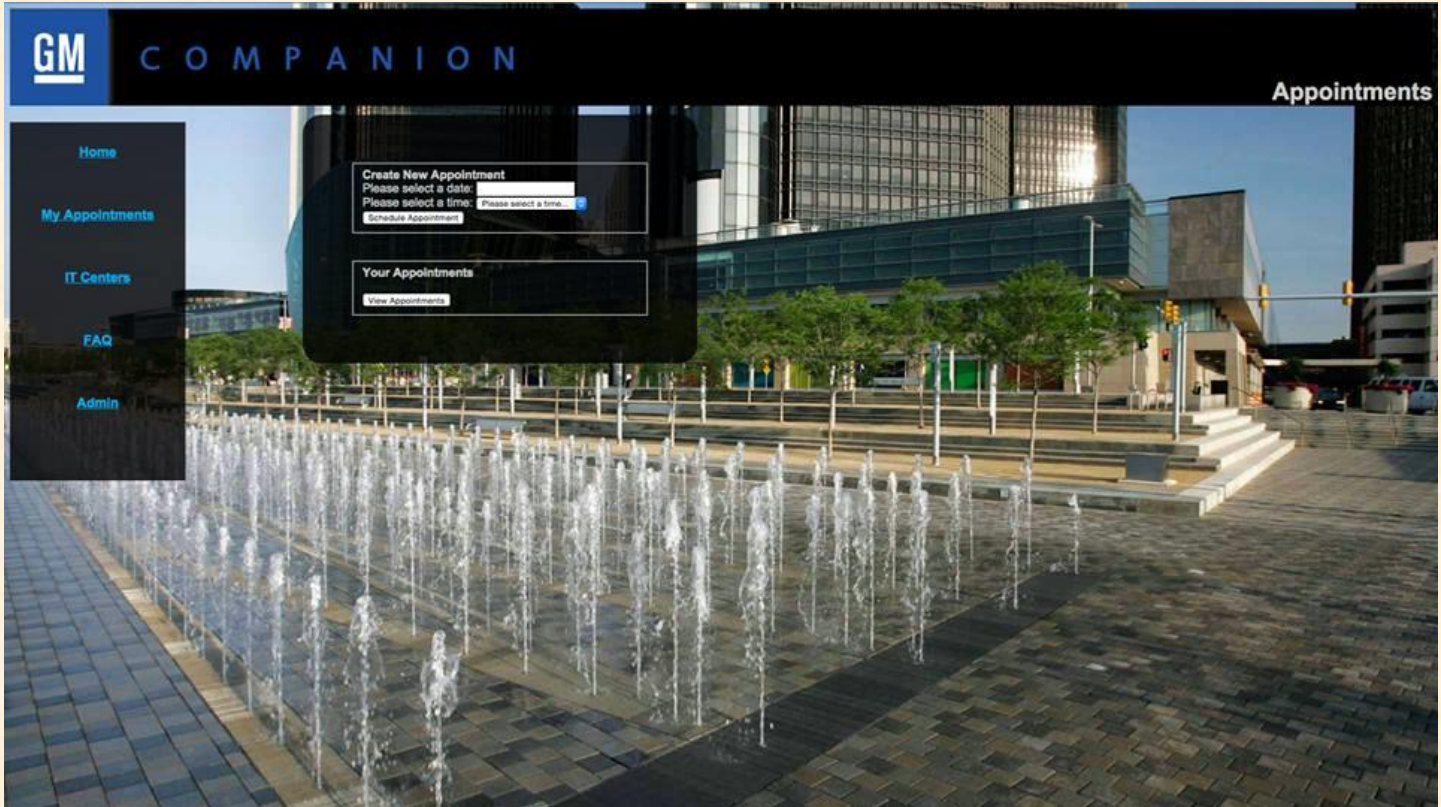 GM
COMPANION
Appointments
Home
My Appointments
IT Centers
FAQ
Admin
Create New Appointment
Please select a date:
Please select a time: Please select a time...
Schedule Appointment
Your Appointments
View Appointments